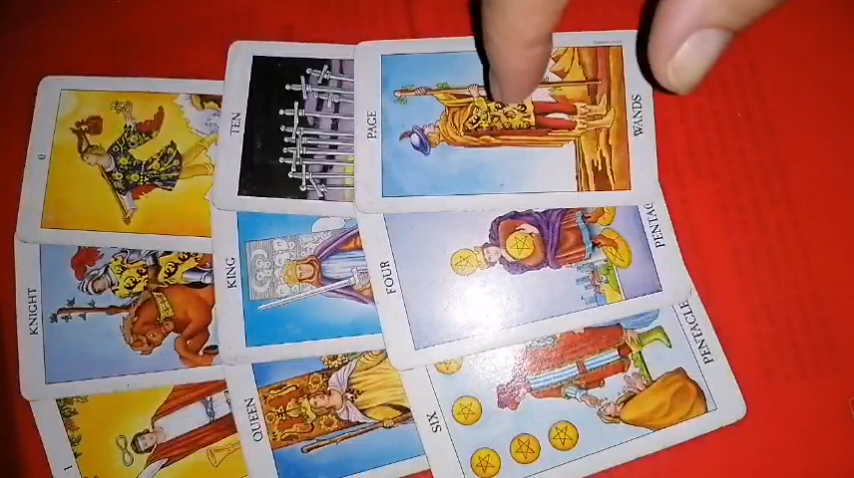 0
TEN
PAGE
WANDS
KNIGHT
KING
FOUR
PENTAC
I
QUEEN
SIX
PENTACLE